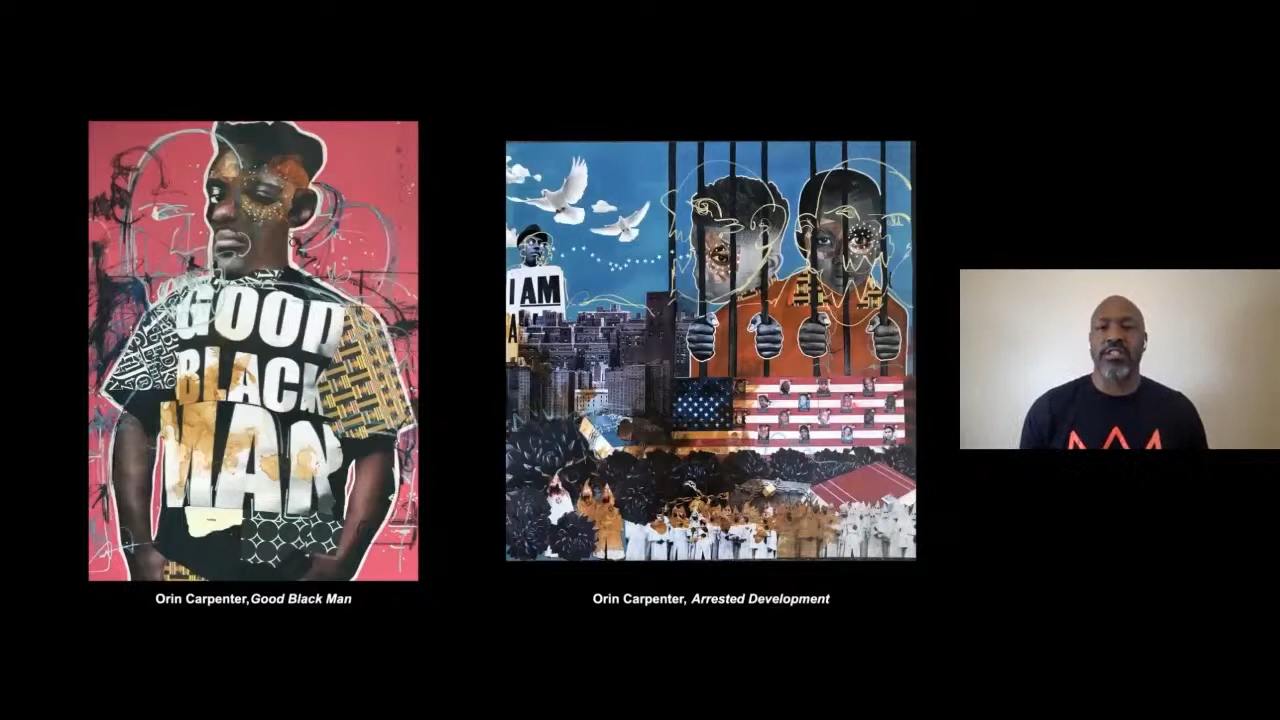 GOOD
BLACK
MAN
I AM
A
Orin Carpenter, Good Black Man
Orin Carpenter, Arrested Development